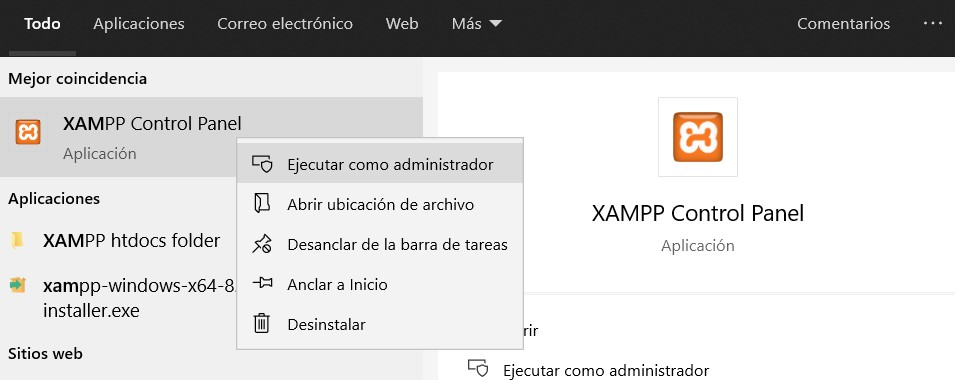 Todo Aplicaciones Correo electrónico Web Más Comentarios ...
Mejor coincidencia
XAMPP Control Panel
Aplicación
Ejecutar como administrador
Abrir ubicación de archivo
Desanclar de la barra de tareas
Anclar a Inicio
Desinstalar
Aplicaciones
XAMPP htdocs folder
xampp-windows-x64-8
installer.exe
Sitios web
XAMPP Control Panel
Aplicación
rir
Ejecutar como administrador